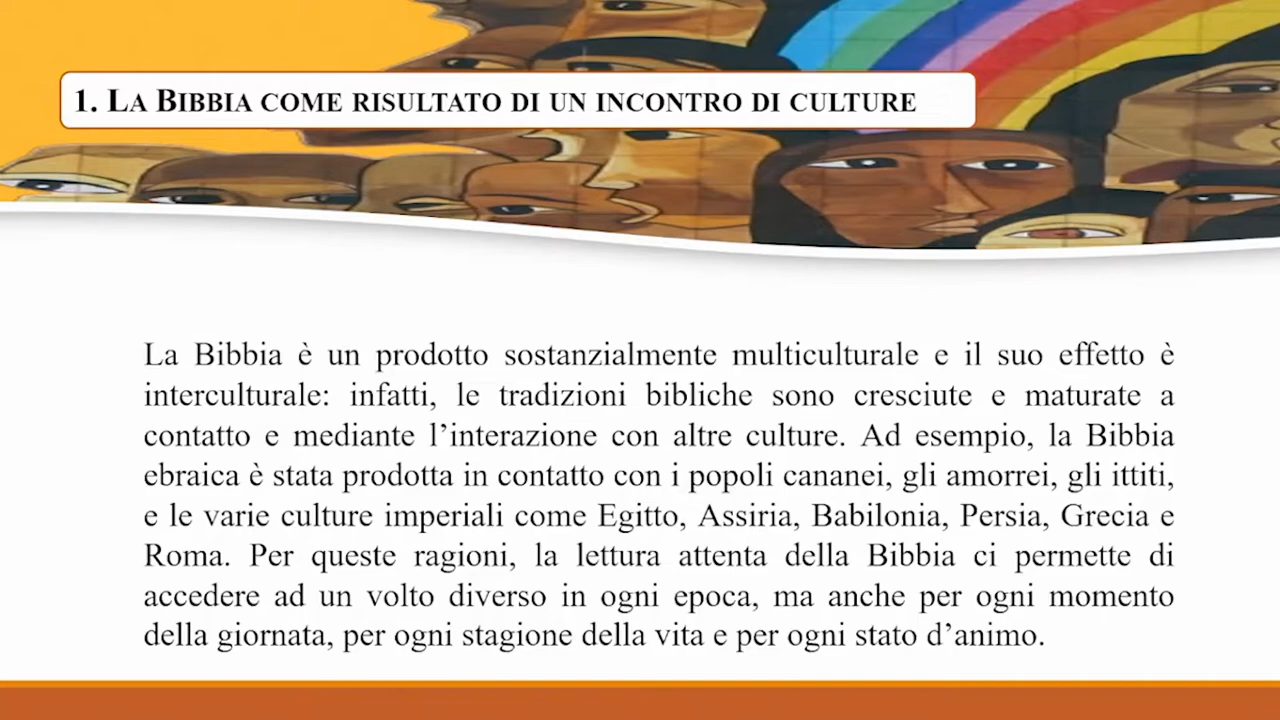 1. La Bibbia come risultato di un incontro di culture
La Bibbia è un prodotto sostanzialmente multiculturale e il suo effetto è
interculturale: infatti, le tradizioni bibliche sono cresciute e maturate a
contatto e mediante l’interazione con altre culture. Ad esempio, la Bibbia
ebraica è stata prodotta in contatto con i popoli cananei, gli amorrei, gli ittiti,
e le varie culture imperiali come Egitto, Assiria, Babilonia, Persia, Grecia e
Roma. Per queste ragioni, la lettura attenta della Bibbia ci permette di
accedere ad un volto diverso in ogni epoca, ma anche per ogni momento
della giornata, per ogni stagione della vita e per ogni stato d’animo.